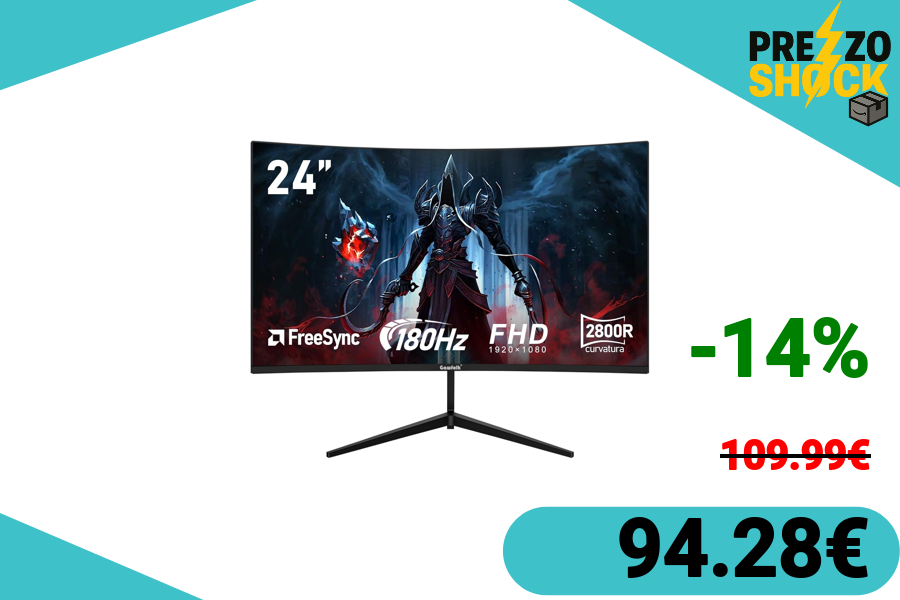 PREZZO
SHOCK
24”
FreeSync
180Hz
FHD
1920×1080
2800R
curvatura
-14%
109.99€
94.28€